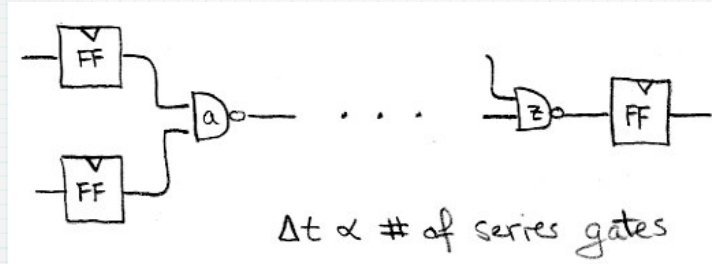 FF
a
z
FF
FF
Δt ∝ # of series gates